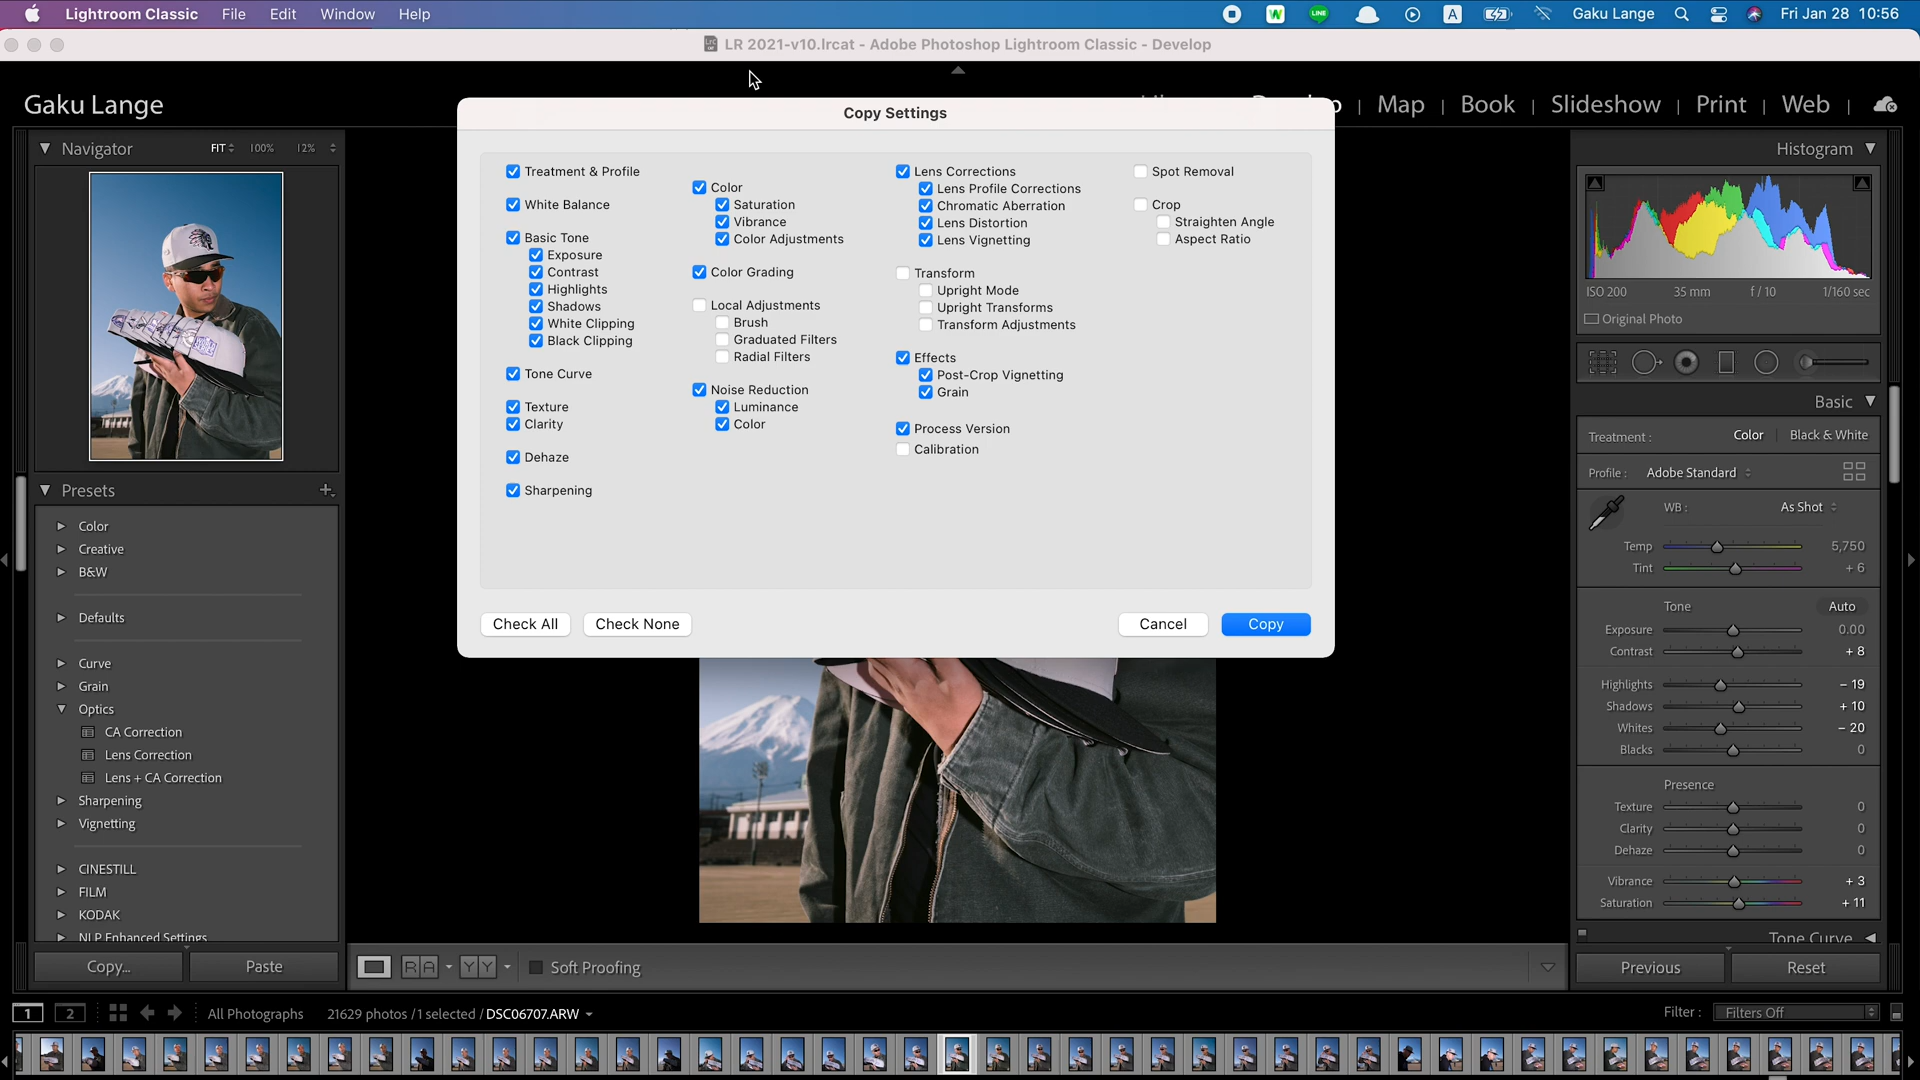 Lightroom Classic File Edit Window Help
W LINE A Gaku Lange Fri Jan 28 10:56
LR 2021-v10.lrcat - Adobe Photoshop Lightroom Classic - Develop
Gaku Lange
Map | Book | Slideshow | Print | Web |
Navigator FIT 100% 12%
Presets
Color
Creative
B&W
Defaults
Curve
Grain
Optics
CA Correction
Lens Correction
Lens + CA Correction
Sharpening
Vignetting
CINESTILL
FILM
KODAK
NLP Enhanced Settings
Copy... Paste
Copy Settings
Treatment & Profile
White Balance
Basic Tone
Exposure
Contrast
Highlights
Shadows
White Clipping
Black Clipping
Tone Curve
Texture
Clarity
Dehaze
Sharpening
Color
Saturation
Vibrance
Color Adjustments
Color Grading
Local Adjustments
Brush
Graduated Filters
Radial Filters
Noise Reduction
Luminance
Color
Lens Corrections
Lens Profile Corrections
Chromatic Aberration
Lens Distortion
Lens Vignetting
Transform
Upright Mode
Upright Transforms
Transform Adjustments
Effects
Post-Crop Vignetting
Grain
Process Version
Calibration
Spot Removal
Crop
Straighten Angle
Aspect Ratio
Check All Check None Cancel Copy
Histogram
ISO 200 35 mm f / 10 1/160 sec
Original Photo
Basic
Treatment : Color Black & White
Profile : Adobe Standard
WB : As Shot
Temp 5,750
Tint + 6
Tone Auto
Exposure 0.00
Contrast + 8
Highlights – 19
Shadows + 10
Whites – 20
Blacks 0
Presence
Texture 0
Clarity 0
Dehaze 0
Vibrance + 3
Saturation + 11
Tone Curve
Previous Reset
R A Y Y Soft Proofing
1 2 All Photographs 21629 photos / 1 selected / DSC06707.ARW Filter : Filters Off